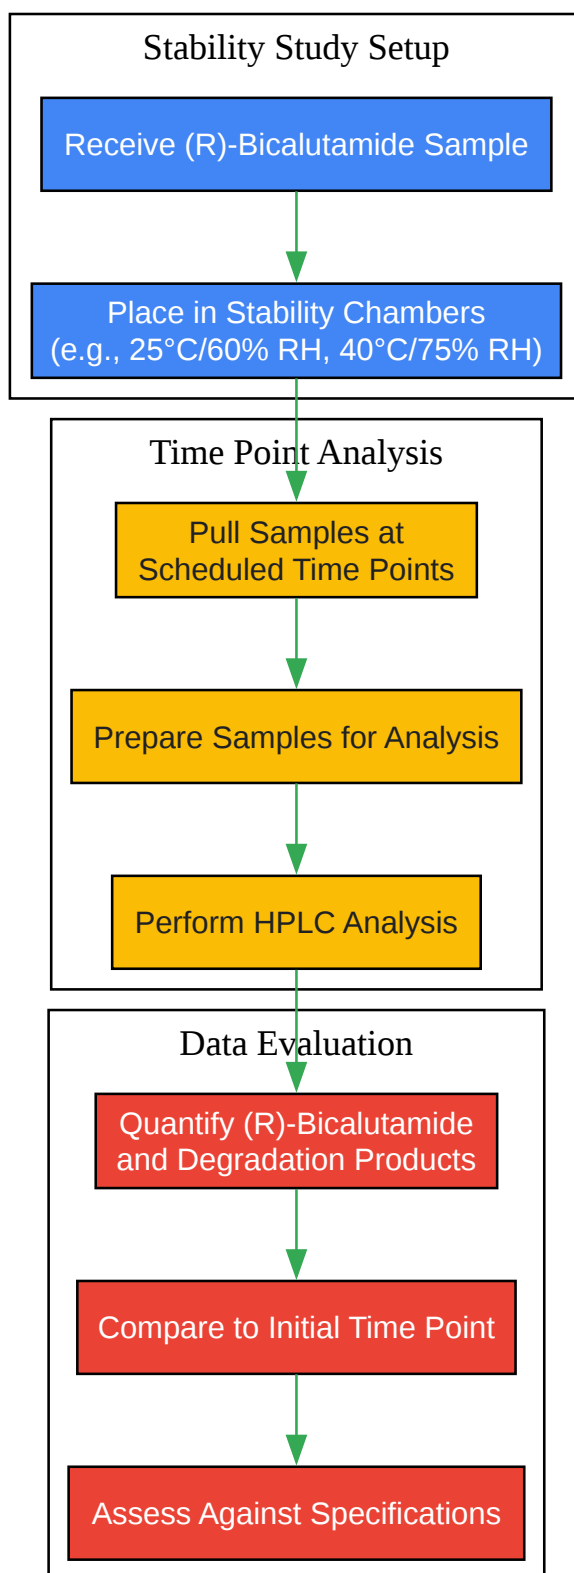 Stability Study Setup
Receive (R)-Bicalutamide Sample
Place in Stability Chambers
(e.g., 25°C/60% RH, 40°C/75% RH)
Time Point Analysis
Pull Samples at
Scheduled Time Points
Prepare Samples for Analysis
Perform HPLC Analysis
Data Evaluation
Quantify (R)-Bicalutamide
and Degradation Products
Compare to Initial Time Point
Assess Against Specifications